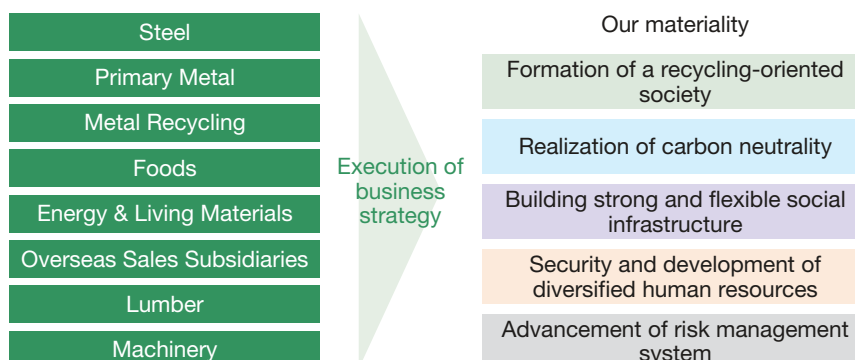 Steel
Primary Metal
Metal Recycling
Foods
Energy & Living Materials
Overseas Sales Subsidiaries
Lumber
Machinery
Execution of
business
strategy
Our materiality
Formation of a recycling-oriented
society
Realization of carbon neutrality
Building strong and flexible social
infrastructure
Security and development of
diversified human resources
Advancement of risk management
system